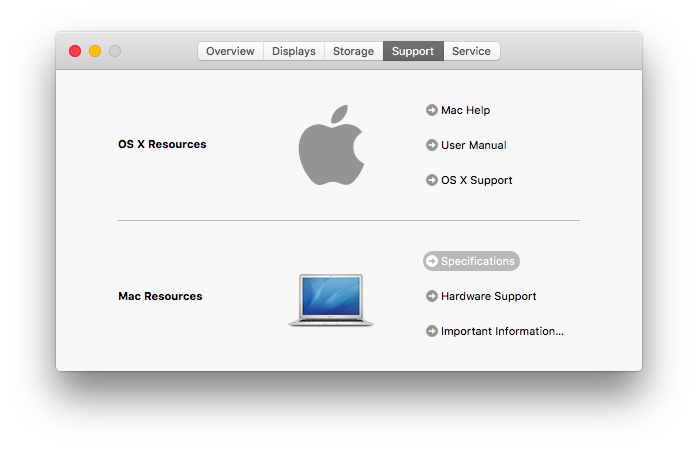 Overview Displays Storage Support Service
OS X Resources
Mac Help
User Manual
OS X Support
Mac Resources
Specifications
Hardware Support
Important Information...